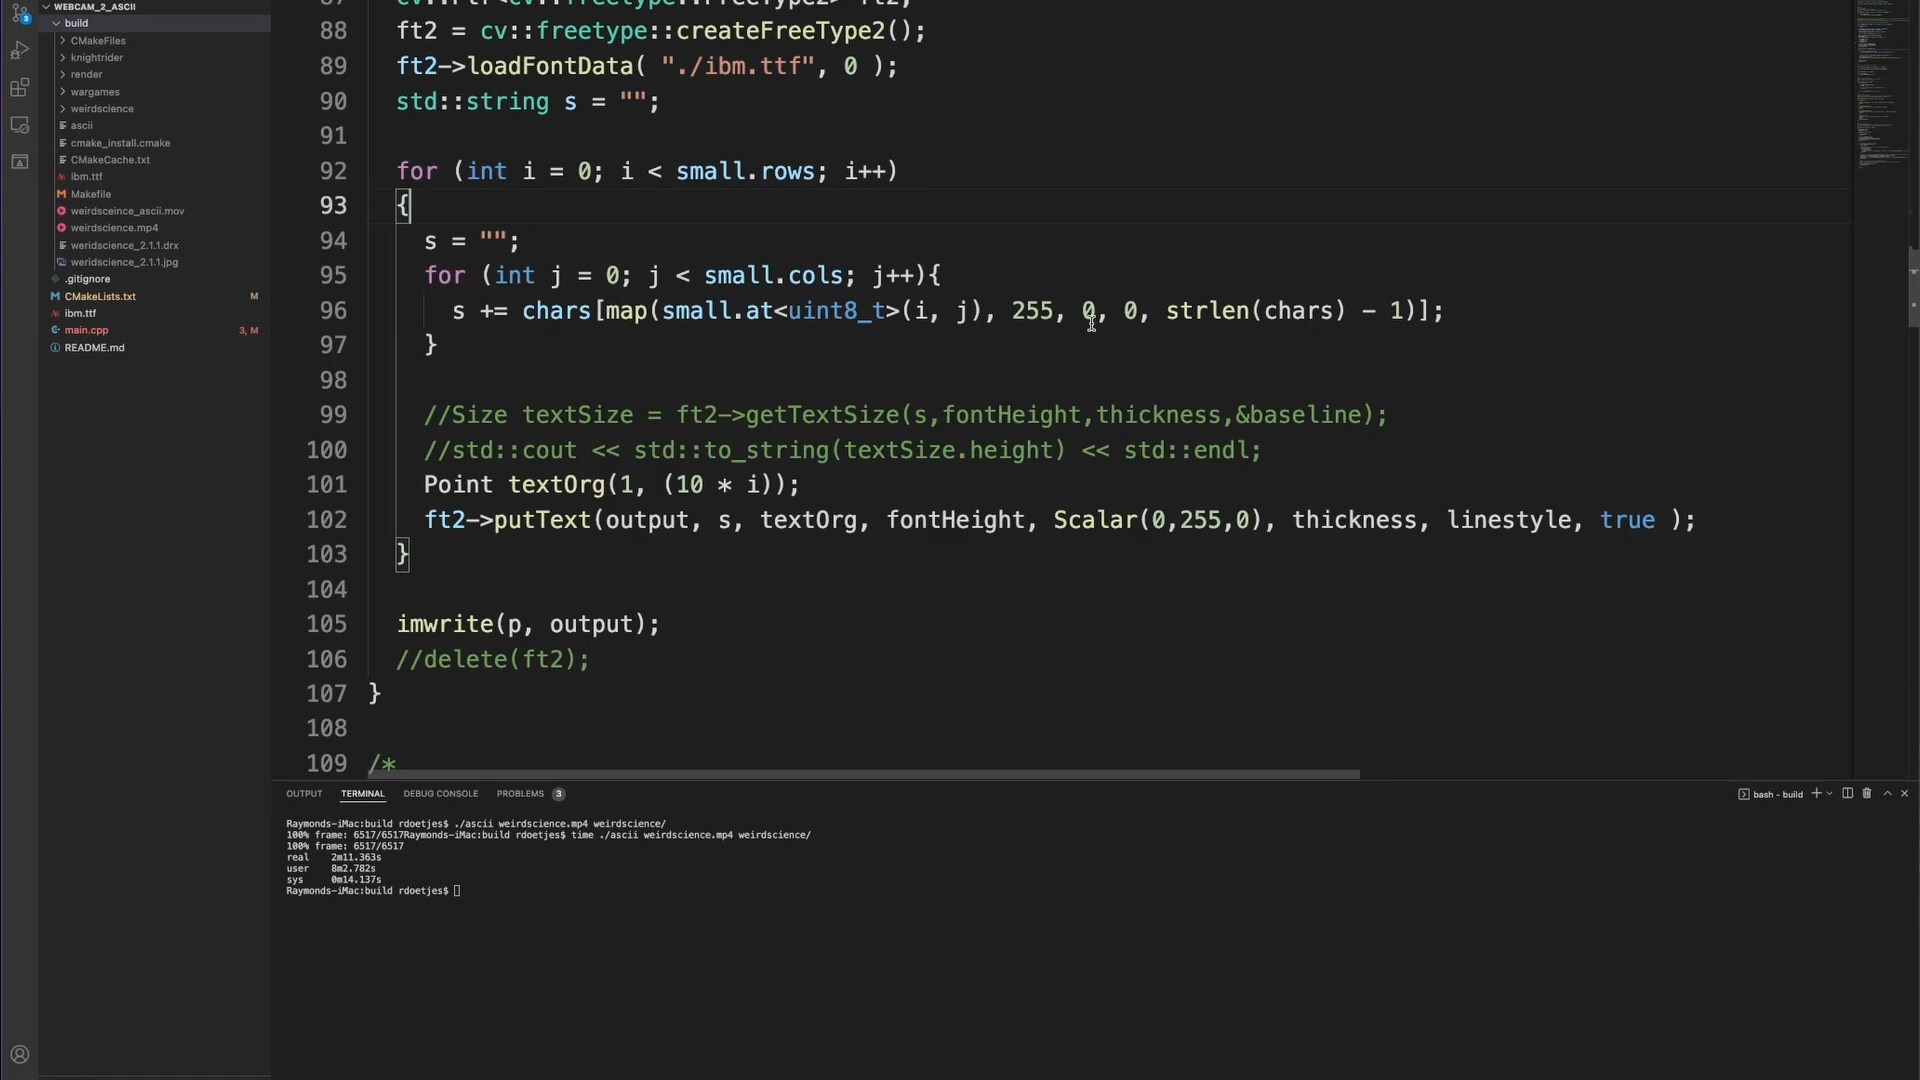 WEBCAM_2_ASCII
build
CMakeFiles
knightrider
render
wargames
weirdscience
ascii
cmake_install.cmake
CMakeCache.txt
ibm.ttf
Makefile
weirdsceince_ascii.mov
weirdscience.mp4
weridscience_2.1.1.drx
weridscience_2.1.1.jpg
.gitignore
CMakeLists.txt M
ibm.ttf
main.cpp 3, M
README.md
3
88 ft2 = cv::freetype::createFreeType2();
89 ft2->loadFontData( "./ibm.ttf", 0 );
90 std::string s = "";
91
92 for (int i = 0; i < small.rows; i++)
93 {
94 s = "";
95 for (int j = 0; j < small.cols; j++){
96 s += chars[map(small.at<uint8_t>(i, j), 255, 0, 0, strlen(chars) - 1)];
97 }
98
99 //Size textSize = ft2->getTextSize(s,fontHeight,thickness,&baseline);
100 //std::cout << std::to_string(textSize.height) << std::endl;
101 Point textOrg(1, (10 * i));
102 ft2->putText(output, s, textOrg, fontHeight, Scalar(0,255,0), thickness, linestyle, true );
103 }
104
105 imwrite(p, output);
106 //delete(ft2);
107 }
108
109 /*
OUTPUT TERMINAL DEBUG CONSOLE PROBLEMS 3
bash - build
Raymonds-iMac:build rdoetjes$ ./ascii weirdscience.mp4 weirdscience/
100% frame: 6517/6517Raymonds-iMac:build rdoetjes$ time ./ascii weirdscience.mp4 weirdscience/
100% frame: 6517/6517
real 2m11.363s
user 8m2.782s
sys 0m14.137s
Raymonds-iMac:build rdoetjes$